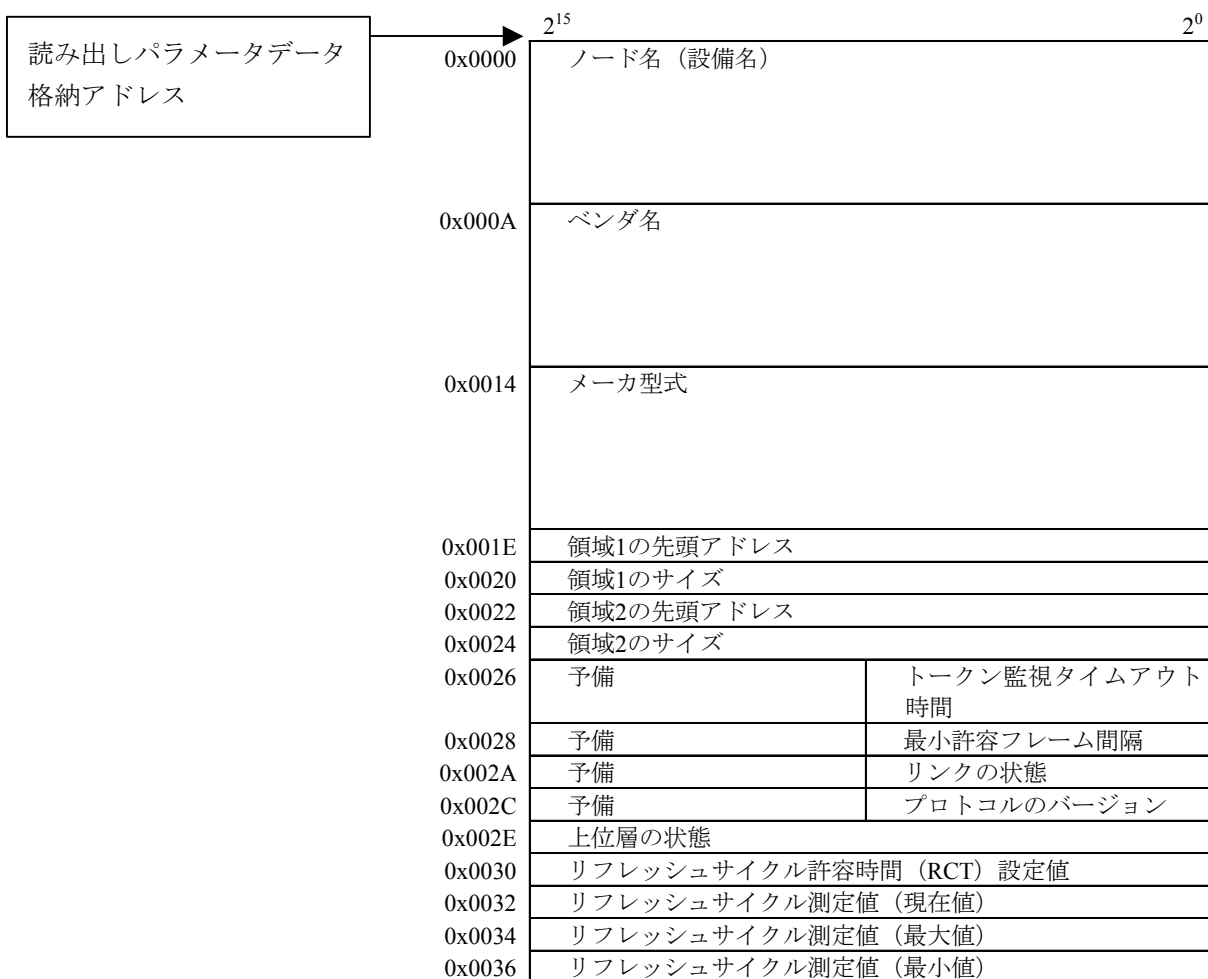 読み出しパラメータデータ
格納アドレス
2^15 2^0
0x0000 ノード名（設備名）
0x000A ベンダ名
0x0014 メーカ型式
0x001E 領域1の先頭アドレス
0x0020 領域1のサイズ
0x0022 領域2の先頭アドレス
0x0024 領域2のサイズ
0x0026 予備 トークン監視タイムアウト
時間
0x0028 予備 最小許容フレーム間隔
0x002A 予備 リンクの状態
0x002C 予備 プロトコルのバージョン
0x002E 上位層の状態
0x0030 リフレッシュサイクル許容時間（RCT）設定値
0x0032 リフレッシュサイクル測定値（現在値）
0x0034 リフレッシュサイクル測定値（最大値）
0x0036 リフレッシュサイクル測定値（最小値）